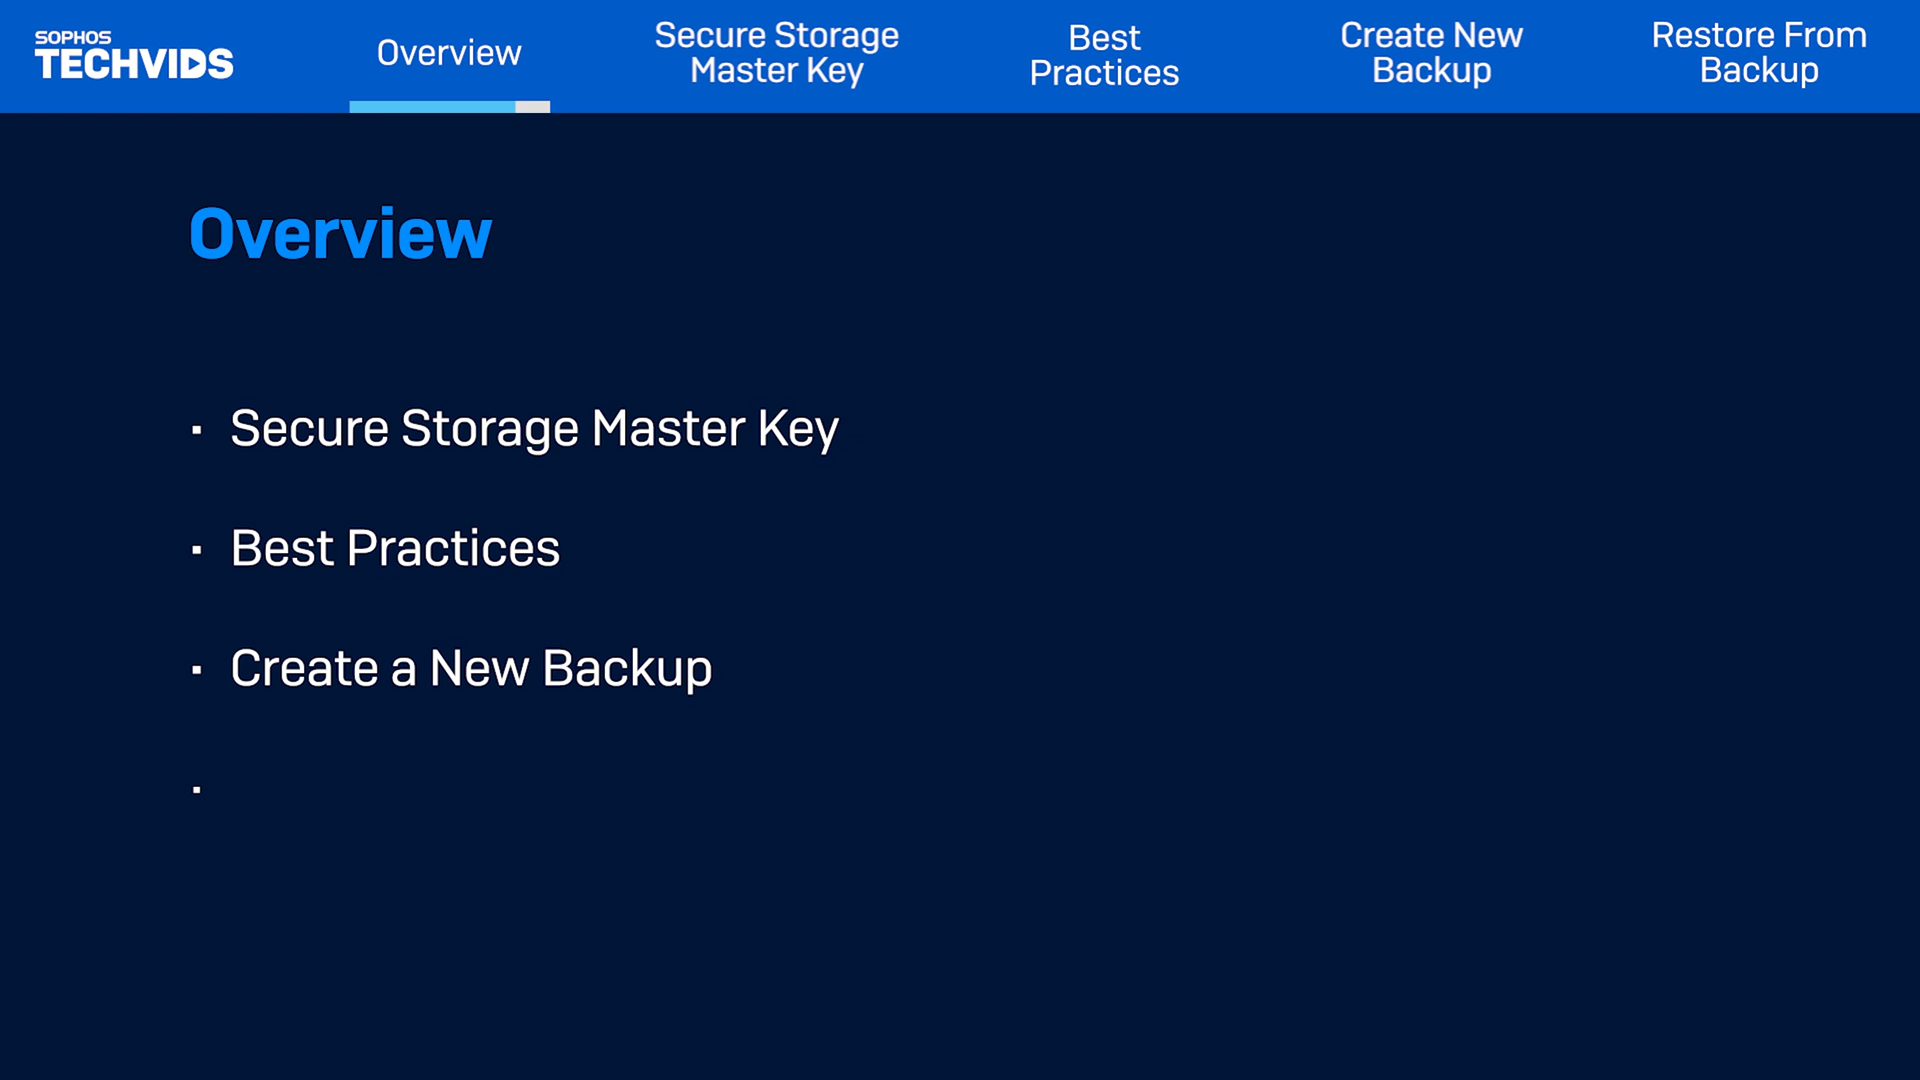 SOPHOS
TECHVIDS
Overview
Secure Storage
Master Key
Best
Practices
Create New
Backup
Restore From
Backup
Overview
▪ Secure Storage Master Key
▪ Best Practices
▪ Create a New Backup
▪